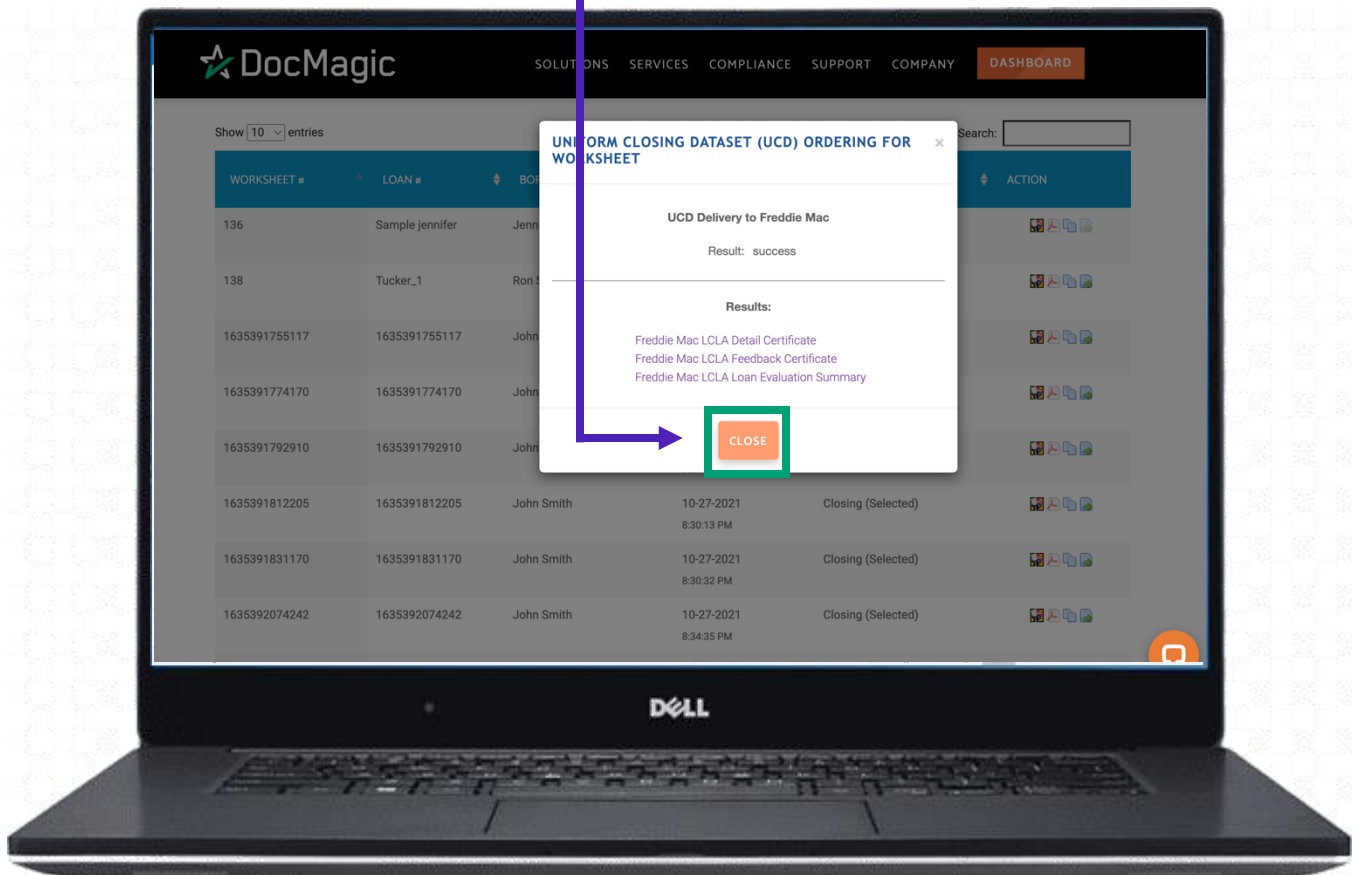 DocMagic
SOLUTIONS SERVICES COMPLIANCE SUPPORT COMPANY DASHBOARD
Show 10 entries
Search:
UNIFORM CLOSING DATASET (UCD) ORDERING FOR
WORKSHEET
×
WORKSHEET # LOAN # ACTION
UCD Delivery to Freddie Mac
Result: success
Results:
Freddie Mac LCLA Detail Certificate
Freddie Mac LCLA Feedback Certificate
Freddie Mac LCLA Loan Evaluation Summary
CLOSE
136 Sample jennifer Jenn
138 Tucker_1 Ron
1635391755117 1635391755117 John
1635391774170 1635391774170 John
1635391792910 1635391792910 John
1635391812205 1635391812205 John Smith 10-27-2021 Closing (Selected)
8:30:13 PM
1635391831170 1635391831170 John Smith 10-27-2021 Closing (Selected)
8:30:32 PM
1635392074242 1635392074242 John Smith 10-27-2021 Closing (Selected)
8:34:35 PM
DELL